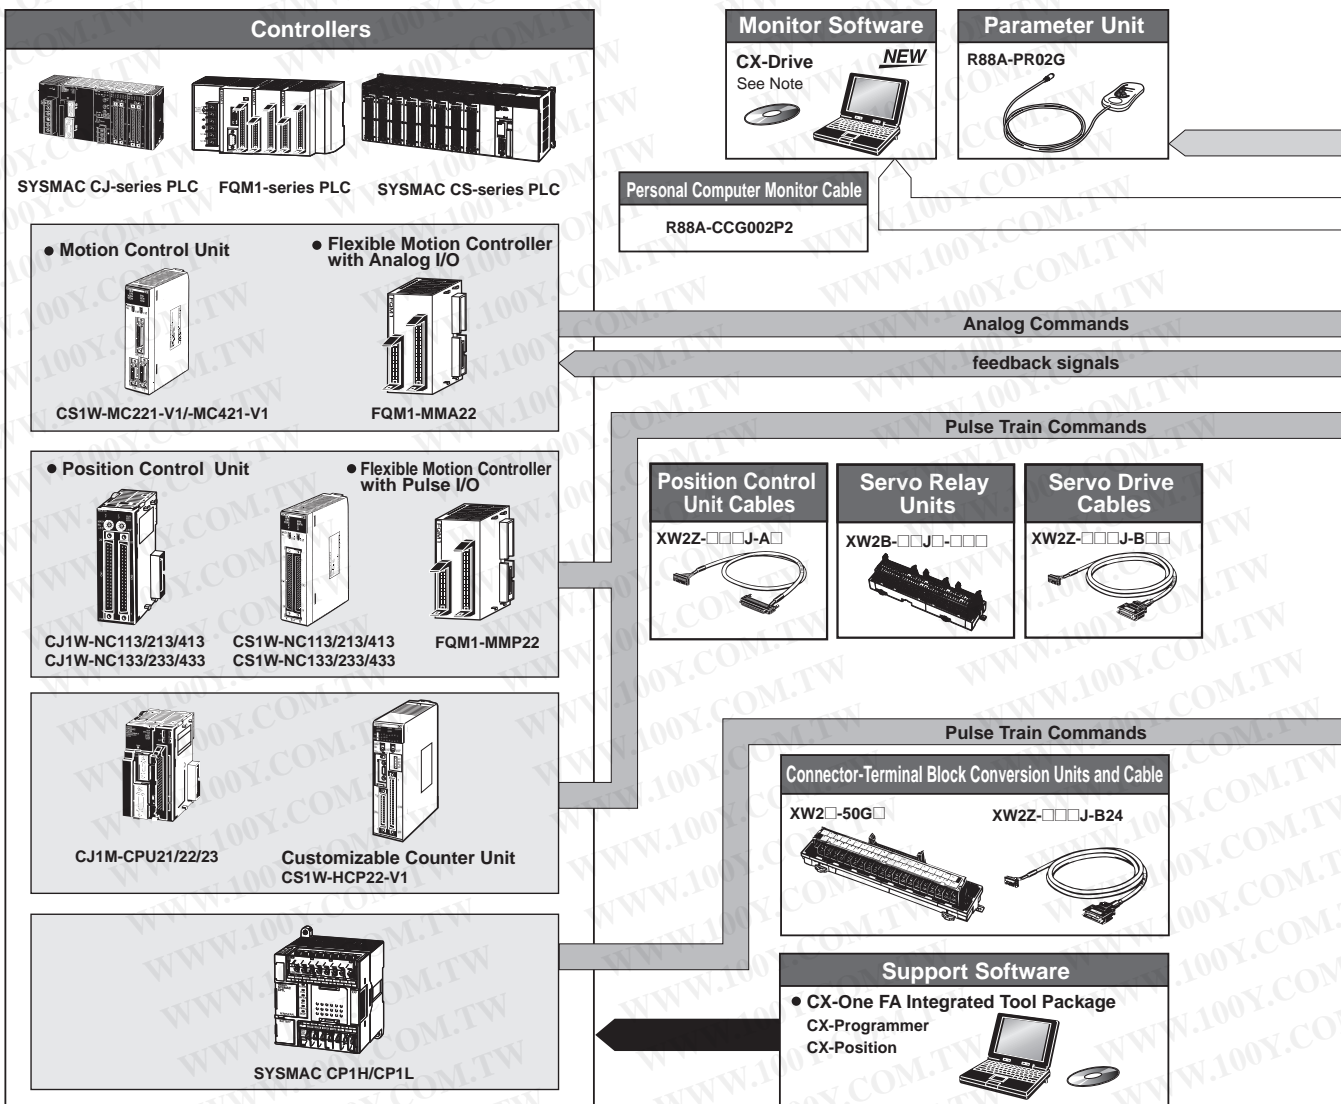 Controllers
SYSMAC CJ-series PLC
FQM1-series PLC
SYSMAC CS-series PLC
● Motion Control Unit
CS1W-MC221-V1/-MC421-V1
● Flexible Motion Controller
with Analog I/O
FQM1-MMA22
● Position Control Unit
CJ1W-NC113/213/413
CJ1W-NC133/233/433
CS1W-NC113/213/413
CS1W-NC133/233/433
● Flexible Motion Controller
with Pulse I/O
FQM1-MMP22
CJ1M-CPU21/22/23
Customizable Counter Unit
CS1W-HCP22-V1
SYSMAC CP1H/CP1L
Monitor Software
CX-Drive
NEW
See Note
Parameter Unit
R88A-PR02G
Personal Computer Monitor Cable
R88A-CCG002P2
Analog Commands
feedback signals
Pulse Train Commands
Position Control
Unit Cables
XW2Z-□□□J-A□
Servo Relay
Units
XW2B-□□J□-□□□
Servo Drive
Cables
XW2Z-□□□J-B□□
Pulse Train Commands
Connector-Terminal Block Conversion Units and Cable
XW2□-50G□
XW2Z-□□□J-B24
Support Software
● CX-One FA Integrated Tool Package
CX-Programmer
CX-Position
WWW.100Y.COM.TW